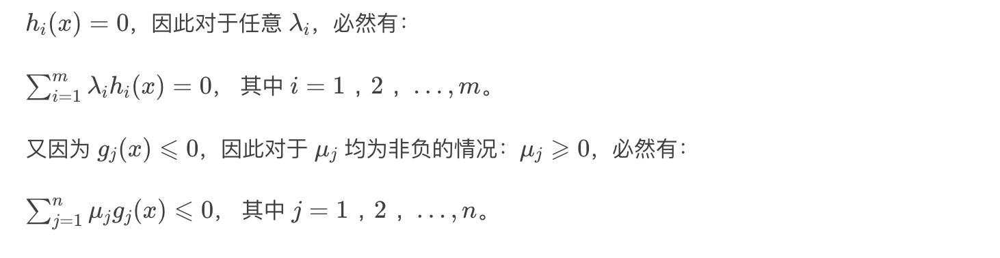 $h_i(x) = 0$，因此对于任意 $\lambda_i$，必然有：
$\sum_{i=1}^{m} \lambda_i h_i(x) = 0$， 其中 $i = 1，2，\ldots,m$。
又因为 $g_j(x) \leqslant 0$，因此对于 $\mu_j$ 均为非负的情况：$\mu_j \geqslant 0$，必然有：
$\sum_{j=1}^{n} \mu_j g_j(x) \leqslant 0$， 其中 $j = 1，2，\ldots,n$。